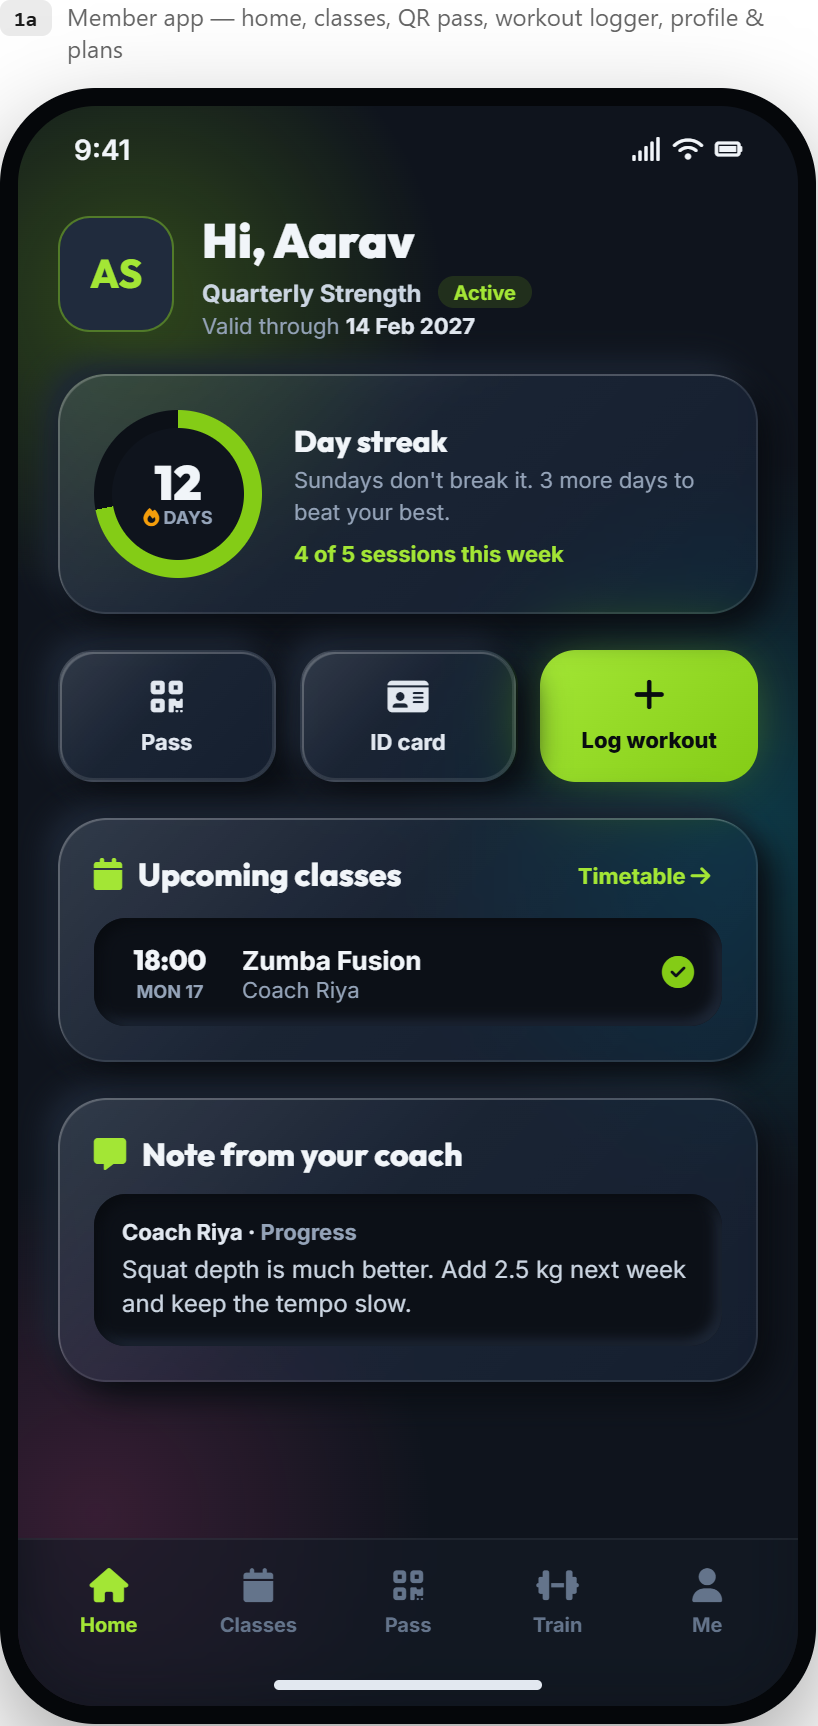 1a
Member app — home, classes, QR pass, workout logger, profile &
plans
9:41
AS
Hi, Aarav
Quarterly Strength Active
Valid through 14 Feb 2027
12
DAYS
Day streak
Sundays don't break it. 3 more days to
beat your best.
4 of 5 sessions this week
Pass
ID card
Log workout
Upcoming classes
Timetable →
18:00
MON 17
Zumba Fusion
Coach Riya
Note from your coach
Coach Riya · Progress
Squat depth is much better. Add 2.5 kg next week
and keep the tempo slow.
Home
Classes
Pass
Train
Me